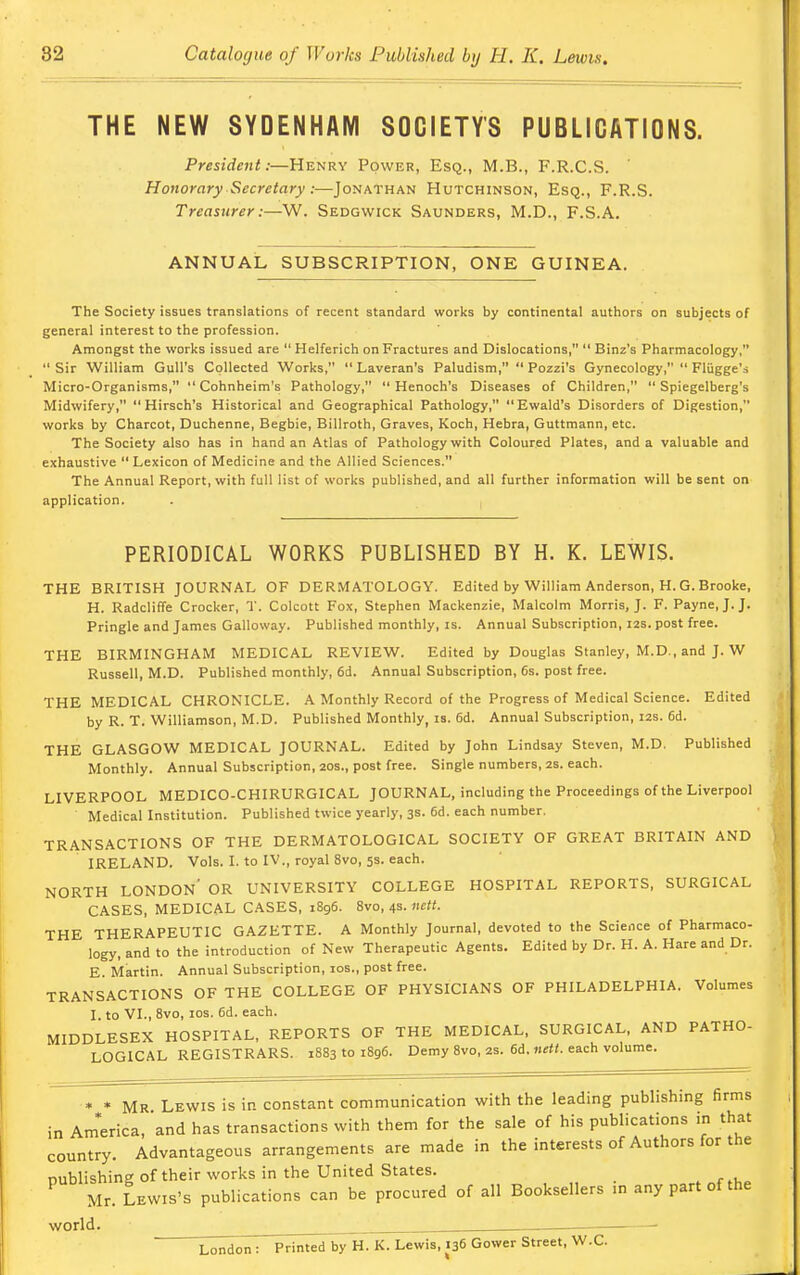 32 Catalogue of Works Published by H. K. Lewis.
THE NEW SYDENHAM SOCIETY'S PUBLICATIONS.
President:—Henry Power, Esq., M.B., F.R.C.S.
Honorary Secretary:—Jonathan Hutchinson, Esq., F.R.S.
Treasurer:—W. Sedgwick Saunders, M.D., F.S.A.
ANNUAL SUBSCRIPTION, ONE GUINEA.
The Society issues translations of recent standard works by continental authors on subjects of
general interest to the profession.
Amongst the works issued are "Helferich on Fractures and Dislocations," "Binz's Pharmacology,"
"Sir William Gull's Collected Works," "Laveran's Paludism," "Pozzi's Gynecology," "Flügge's
Micro-Organisms," "Cohnheim's Pathology," "Henoch's Diseases of Children," "Spiegelberg's
Midwifery," "Hirsch's Historical and Geographical Pathology," "Ewald's Disorders of Digestion,"
works by Charcot, Duchenne, Begbie, Billroth, Graves, Koch, Hebra, Guttmann, etc.
The Society also has in hand an Atlas of Pathology with Coloured Plates, and a valuable and
exhaustive "Lexicon of Medicine and the Allied Sciences."
The Annual Report, with full list of works published, and all further information will be sent on
application.
PERIODICAL WORKS PUBLISHED BY H. K. LEWIS.
THE BRITISH JOURNAL OF DERMATOLOGY. Edited by William Anderson, H. G. Brooke,
H. Radcliffe Crocker, T. Colcott Fox, Stephen Mackenzie, Malcolm Morris, J. F. Payne, J. J.
Pringle and James Galloway. Published monthly, 1s. Annual Subscription, 12s. post free.
THE BIRMINGHAM MEDICAL REVIEW. Edited by Douglas Stanley, M.D., and J. W
Russell, M.D. Published monthly, 6d. Annual Subscription, 6s. post free.
THE MEDICAL CHRONICLE. A Monthly Record of the Progress of Medical Science. Edited
by R. T. Williamson, M.D. Published Monthly, 1s. 6d. Annual Subscription, 12s. 6d.
THE GLASGOW MEDICAL JOURNAL. Edited by John Lindsay Steven, M.D. Published
Monthly. Annual Subscription, 20s., post free. Single numbers, 2s. each.
LIVERPOOL MEDICO-CHIRURGICAL JOURNAL, including the Proceedings of the Liverpool
Medical Institution. Published twice yearly, 3s. 6d. each number.
TRANSACTIONS OF THE DERMATOLOGICAL SOCIETY OF GREAT BRITAIN AND
IRELAND. Vols. I. to IV., royal 8vo, 5s. each.
NORTH LONDON OR UNIVERSITY COLLEGE HOSPITAL REPORTS, SURGICAL
CASES, MEDICAL CASES, 1896. 8vo, 4s. nett.
THE THERAPEUTIC GAZETTE. A Monthly Journal, devoted to the Science of Pharmaco-
logy, and to the introduction of New Therapeutic Agents. Edited by Dr. H. A. Hare and Dr.
E. Martin. Annual Subscription, 10s., post free.
TRANSACTIONS OF THE COLLEGE OF PHYSICIANS OF PHILADELPHIA. Volumes
I. to VI., 8vo, 10s. 6d. each.
MIDDLESEX HOSPITAL, REPORTS OF THE MEDICAL, SURGICAL, AND PATHO-
LOGICAL REGISTRARS. 1883 to 1896. Demy 8vo, 2s. 6d. nett. each volume.
*** Mr. Lewis is in constant communication with the leading publishing firms
in America, and has transactions with them for the sale of his publications in that
country. Advantageous arrangements are made in the interests of Authors for the
publishing of their works in the United States.
Mr. Lewis's publications can be procured of all Booksellers in any part of the
world.
London: Printed by H. K. Lewis, 136 Gower Street, W.C.